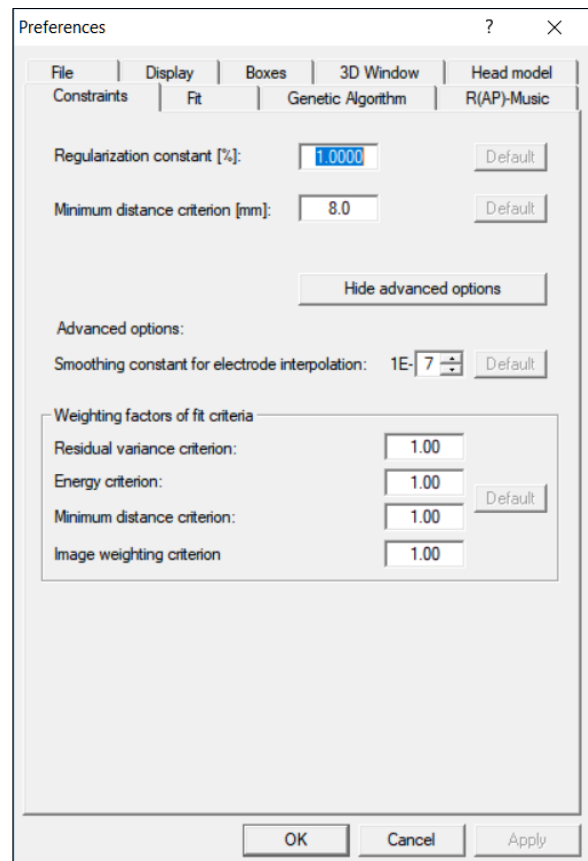 Preferences ? ×
File Display Boxes 3D Window Head model
Constraints Fit Genetic Algorithm R(AP)-Music
Regularization constant [%]: 1.0000 Default
Minimum distance criterion [mm]: 8.0 Default
Hide advanced options
Advanced options:
Smoothing constant for electrode interpolation: 1E- 7 Default
Weighting factors of fit criteria
Residual variance criterion: 1.00
Energy criterion: 1.00
Default
Minimum distance criterion: 1.00
Image weighting criterion 1.00
OK Cancel Apply